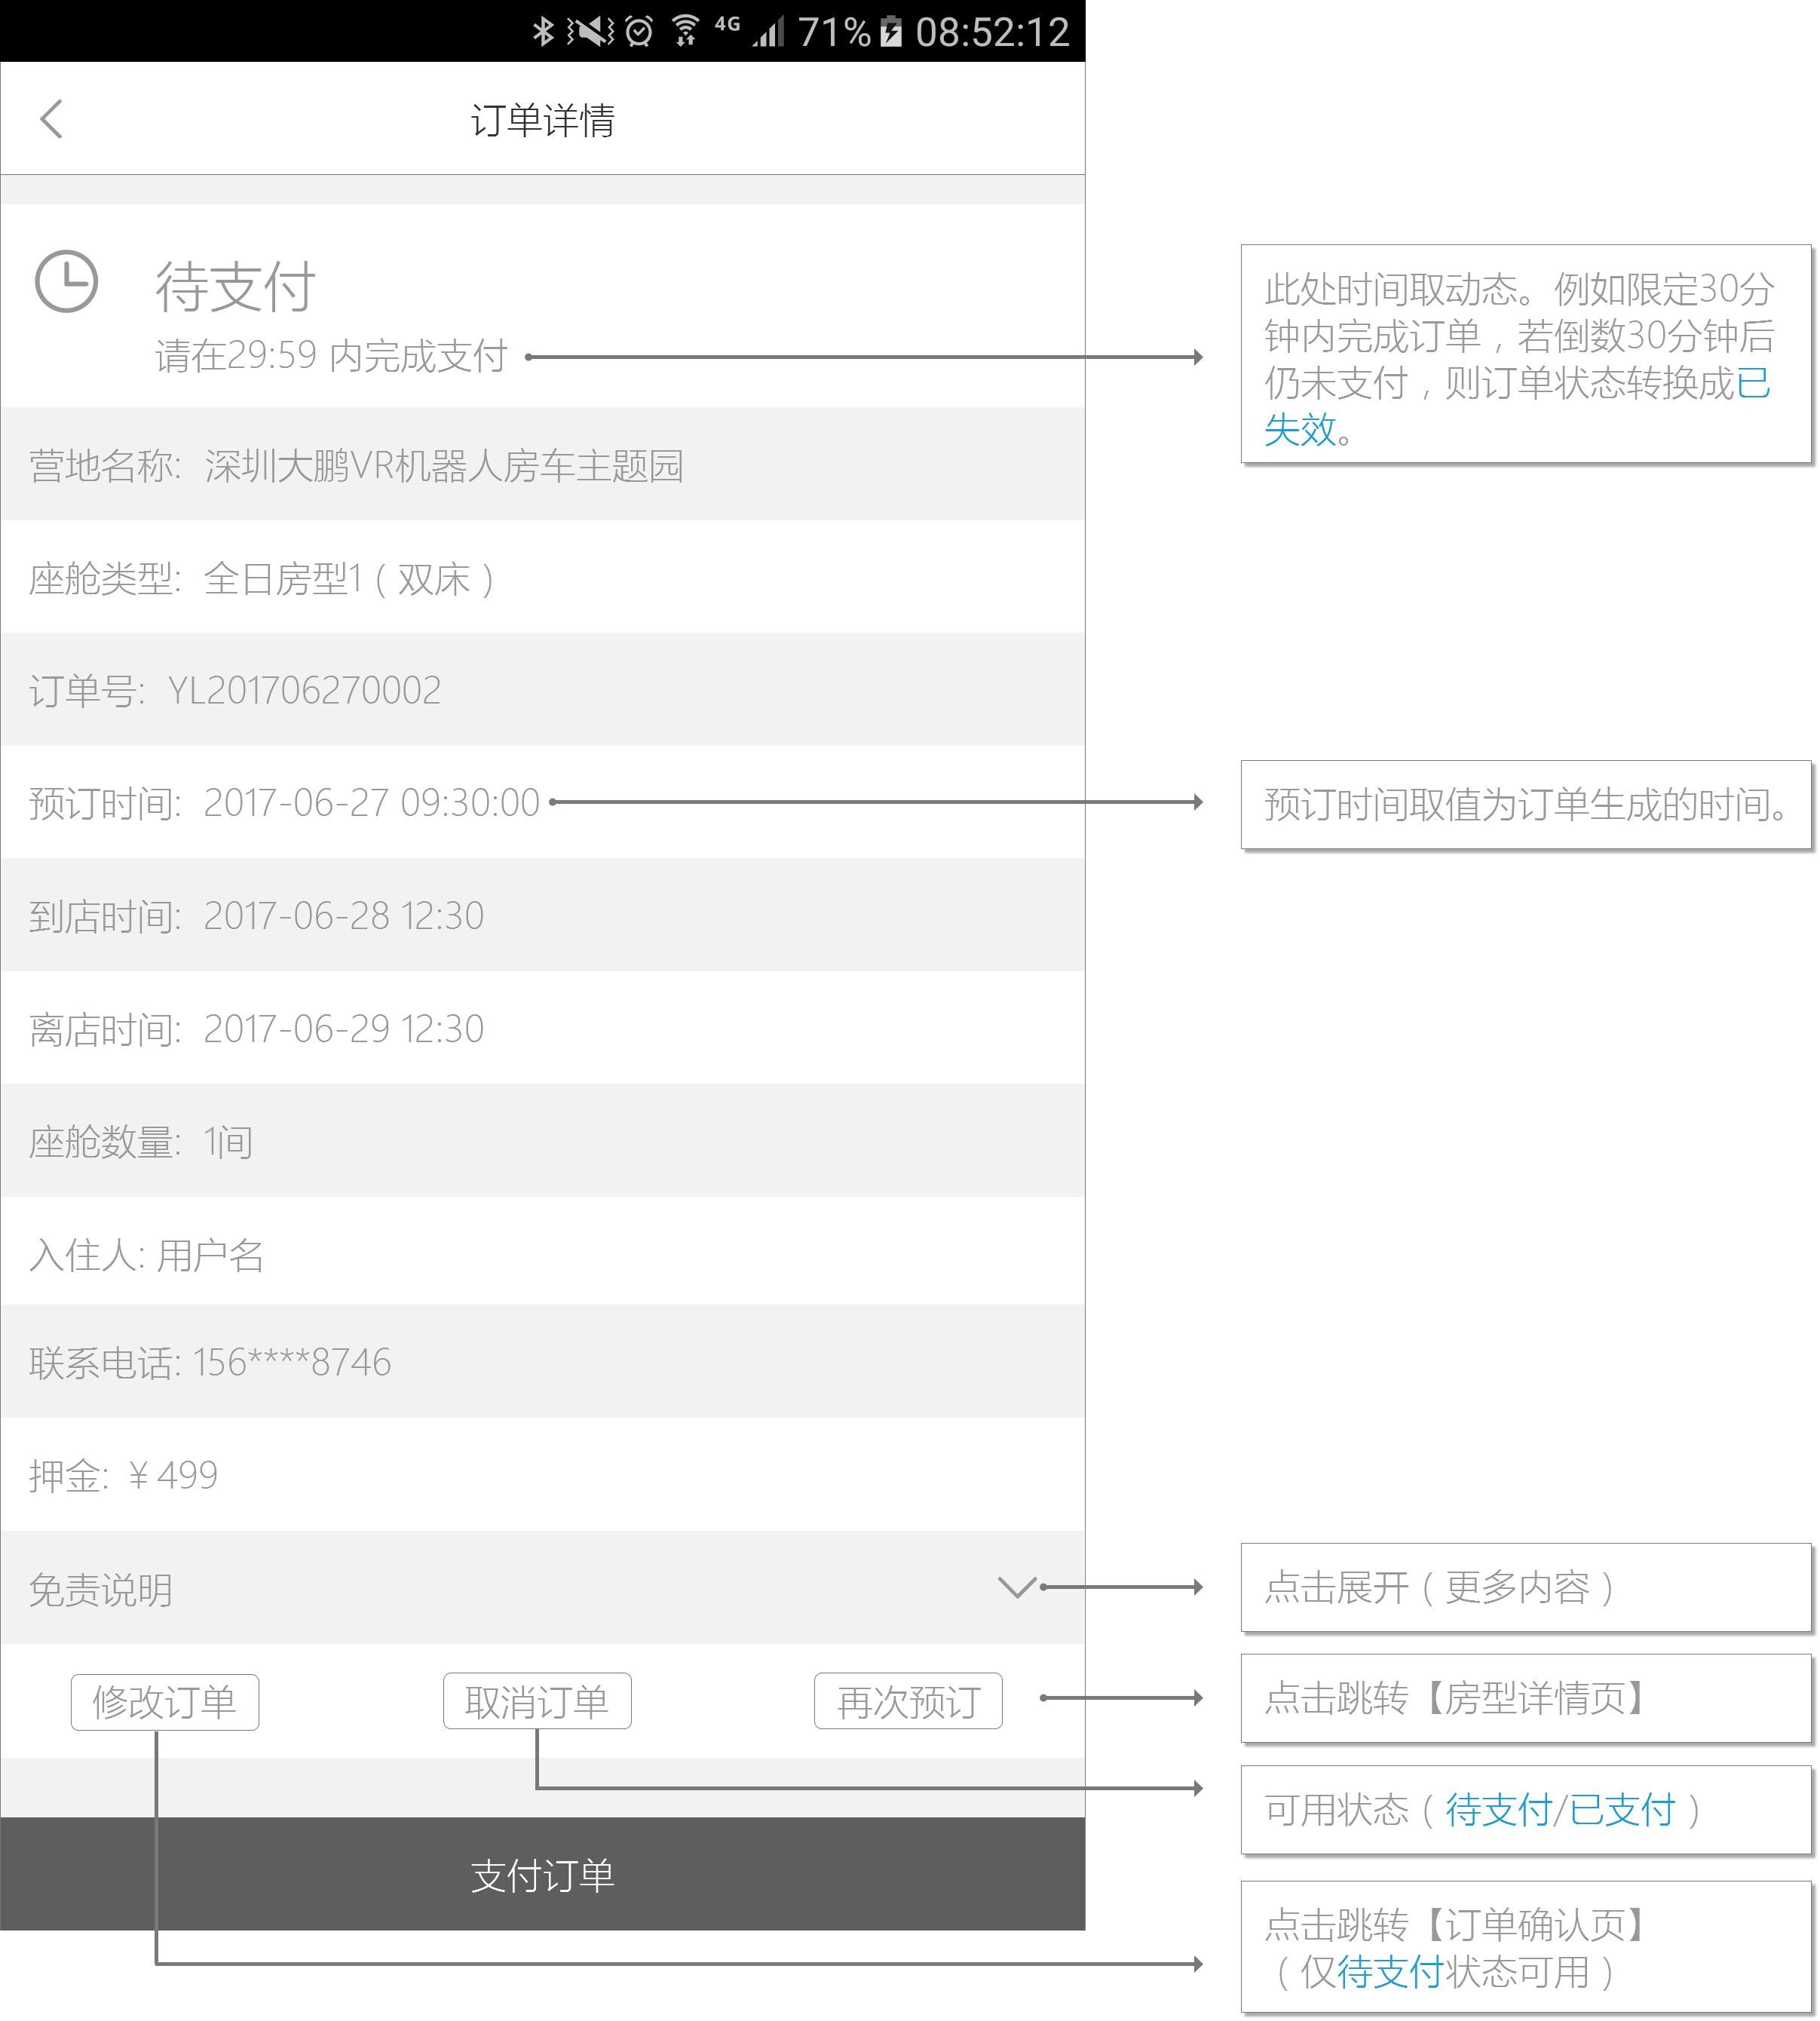 4G 71% 08:52:12
订单详情
待支付
请在29:59 内完成支付
此处时间取动态。例如限定30分
钟内完成订单，若倒数30分钟后
仍未支付，则订单状态转换成已
失效。
营地名称: 深圳大鹏VR机器人房车主题园
座舱类型: 全日房型1（双床）
订单号: YL201706270002
预订时间: 2017-06-27 09:30:00
预订时间取值为订单生成的时间。
到店时间: 2017-06-28 12:30
离店时间: 2017-06-29 12:30
座舱数量: 1间
入住人: 用户名
联系电话: 156****8746
押金: ¥ 499
免责说明
点击展开（更多内容）
修改订单 取消订单 再次预订
点击跳转【房型详情页】
可用状态（待支付/已支付）
支付订单
点击跳转【订单确认页】
（仅待支付状态可用）